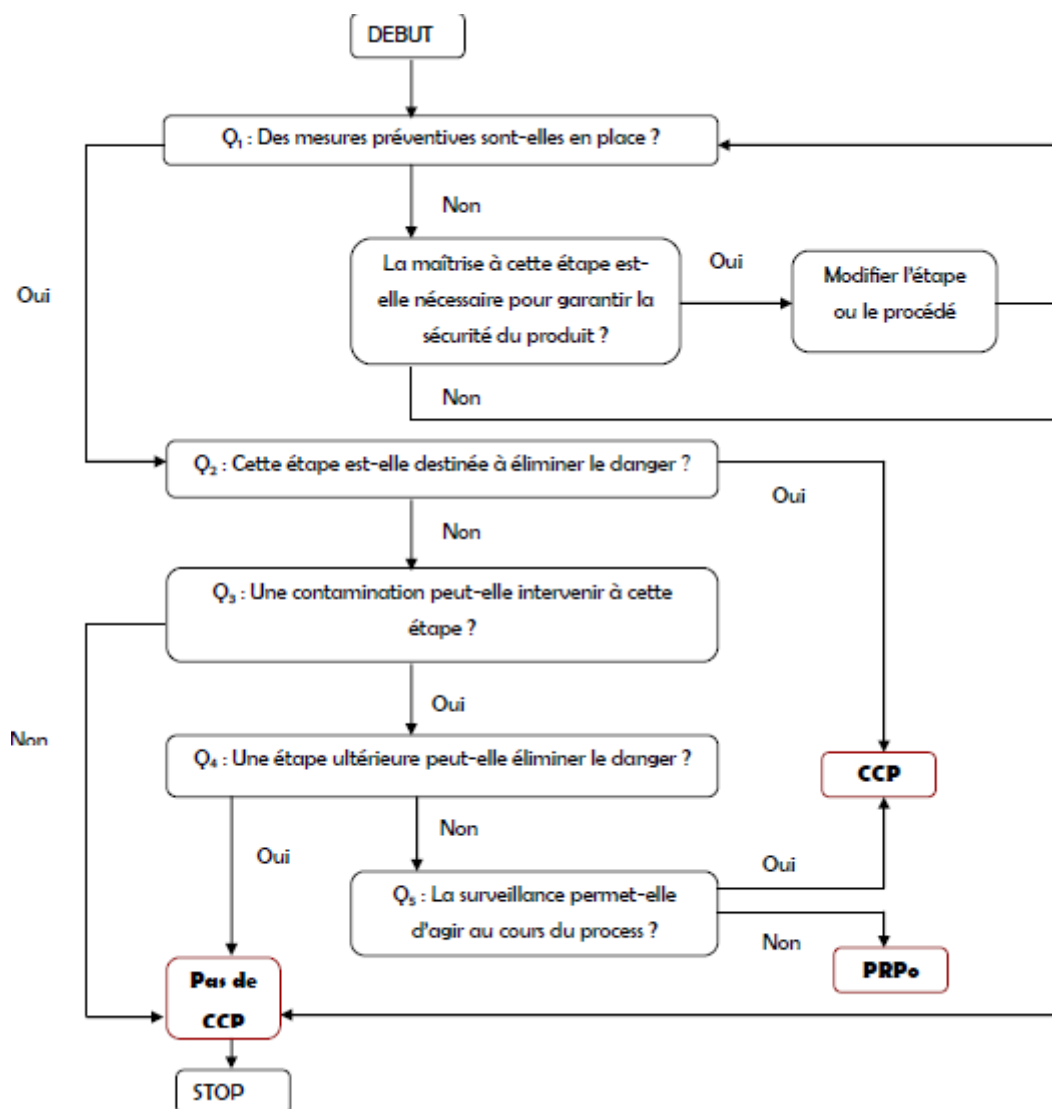 DEBUT
Q₁ : Des mesures préventives sont-elles en place ?
Non
La maîtrise à cette étape est-
elle nécessaire pour garantir la
sécurité du produit ?
Oui
Modifier l'étape
ou le procédé
Oui
Non
Q₂ : Cette étape est-elle destinée à éliminer le danger ?
Oui
Non
Q₃ : Une contamination peut-elle intervenir à cette
étape ?
Oui
Non
Q₄ : Une étape ultérieure peut-elle éliminer le danger ?
CCP
Non
Oui
Oui
Q₅ : La surveillance permet-elle
d'agir au cours du process ?
Non
PRPo
Pas de
CCP
STOP